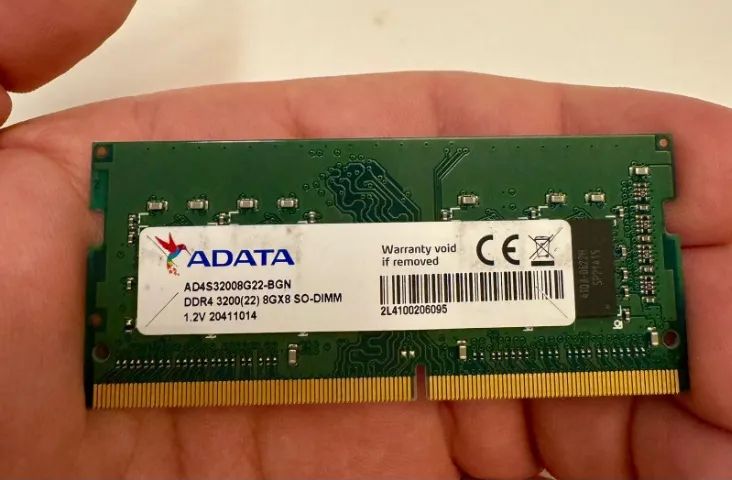 ADATA
AD4S32008G22-BGN
DDR4 3200(22) 8GX8 SO-DIMM
1.2V 20411014
Warranty void
if removed
CE
2L4100206095